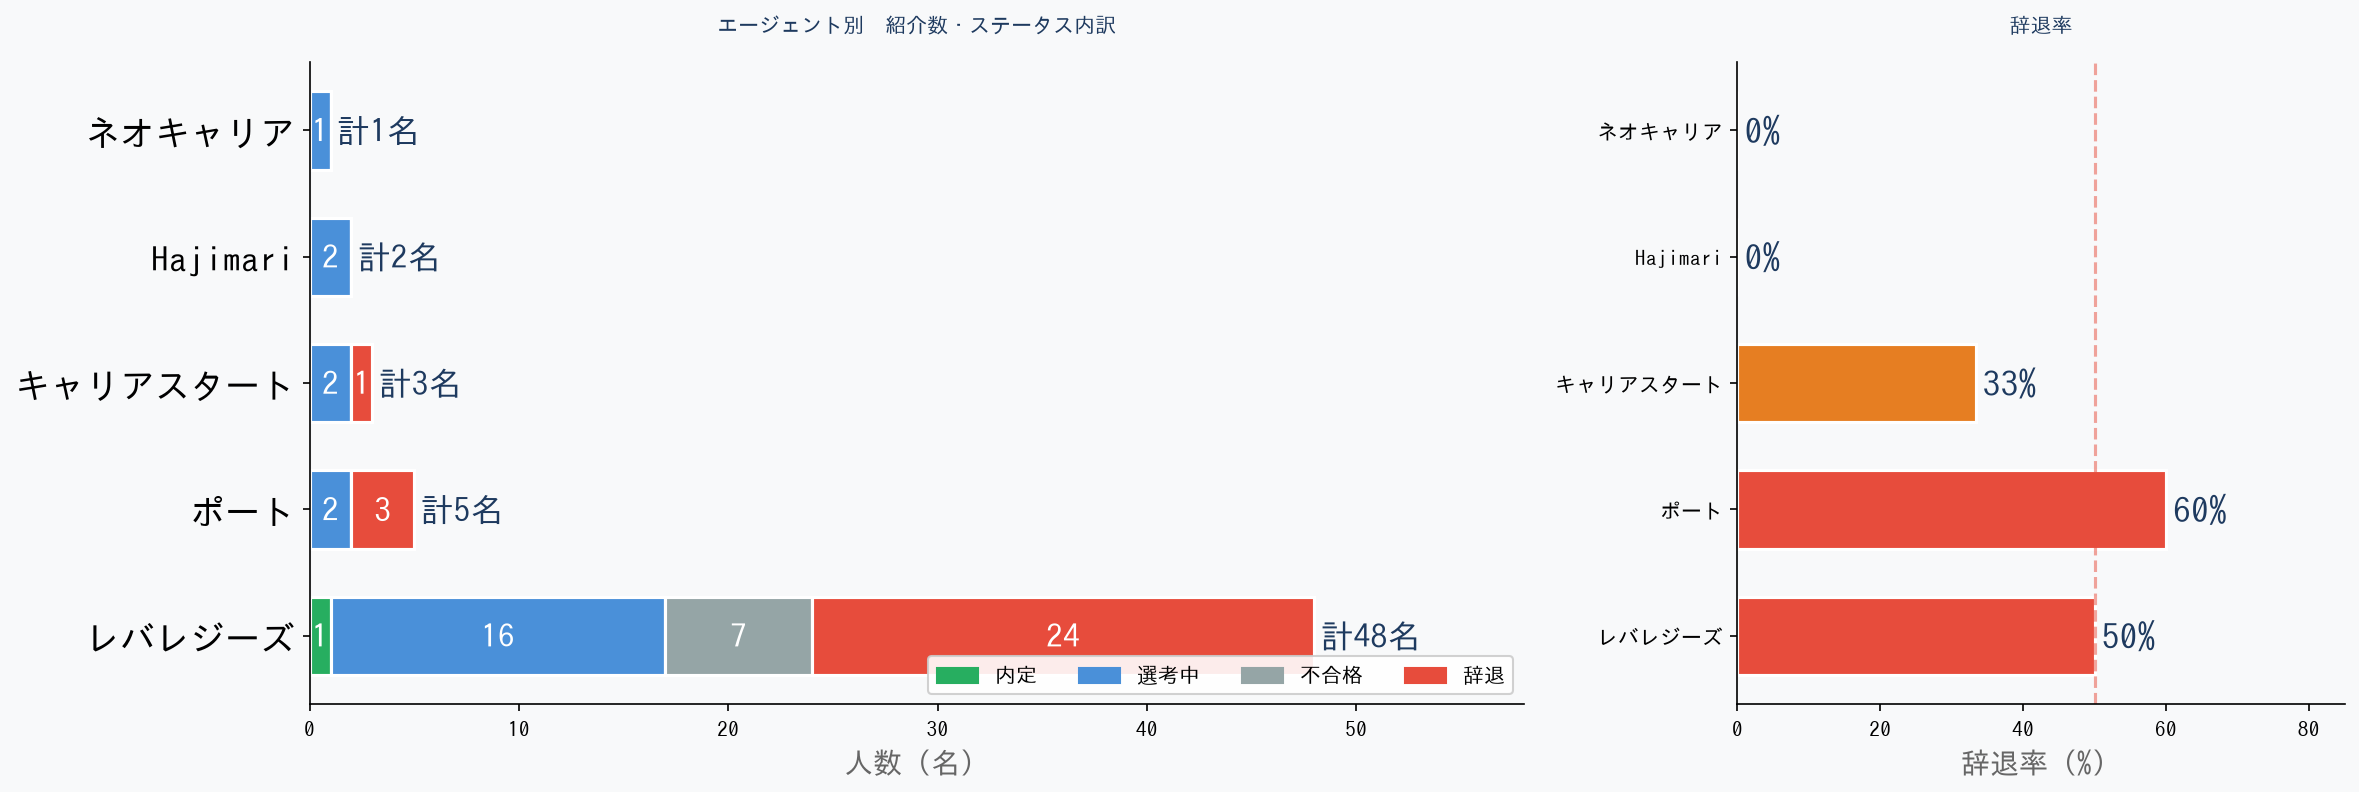 エージェント別　紹介数・ステータス内訳
ネオキャリア
1
計1名
Hajimari
2
計2名
キャリアスタート
2
1
計3名
ポート
2
3
計5名
レバレジーズ
1
16
7
24
計48名
内定
選考中
不合格
辞退
0
10
20
30
40
50
人数（名）
辞退率
ネオキャリア
0%
Hajimari
0%
キャリアスタート
33%
ポート
60%
レバレジーズ
50%
0
20
40
60
80
辞退率（%）